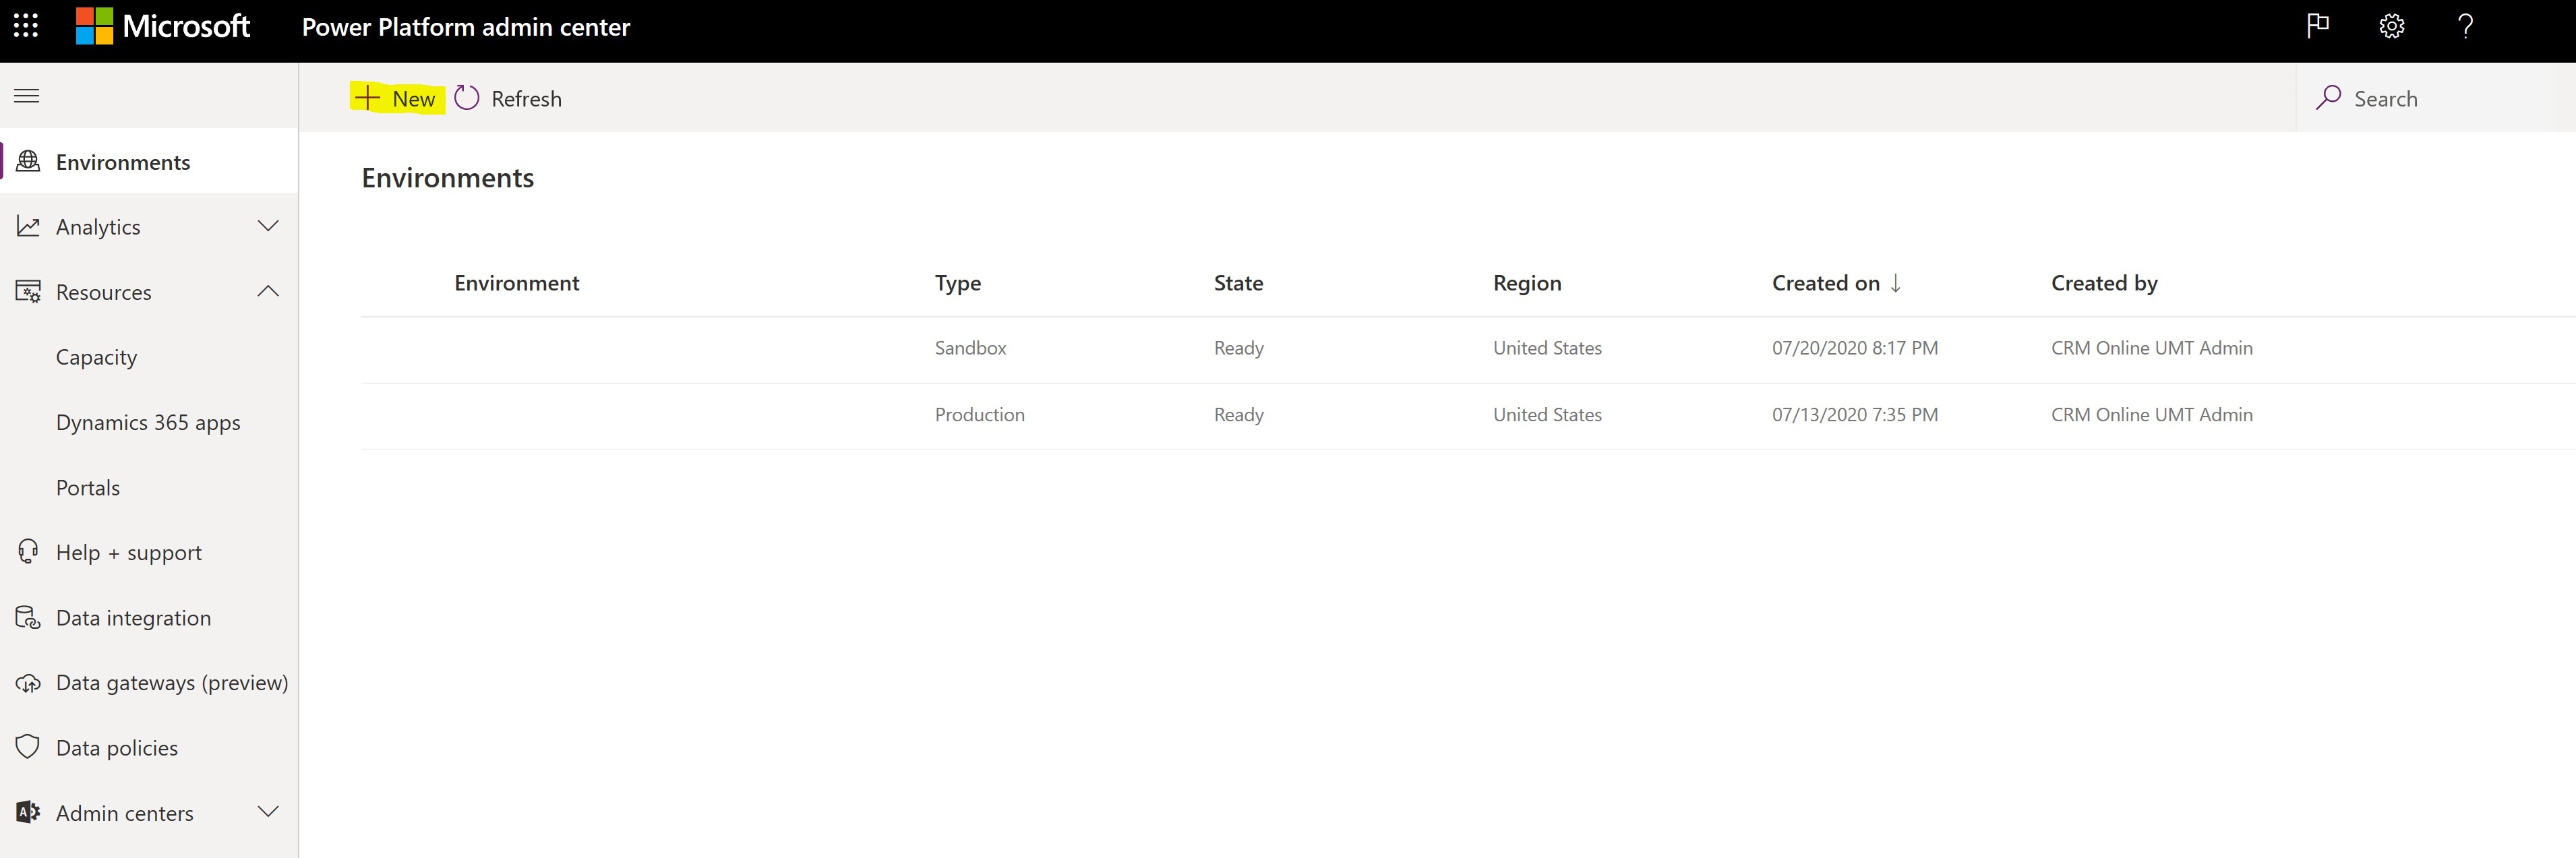 Microsoft Power Platform admin center
New Refresh Search
Environments
Analytics
Resources
Capacity
Dynamics 365 apps
Portals
Help + support
Data integration
Data gateways (preview)
Data policies
Admin centers
Environments
Environment Type State Region Created on Created by
Sandbox Ready United States 07/20/2020 8:17 PM CRM Online UMT Admin
Production Ready United States 07/13/2020 7:35 PM CRM Online UMT Admin